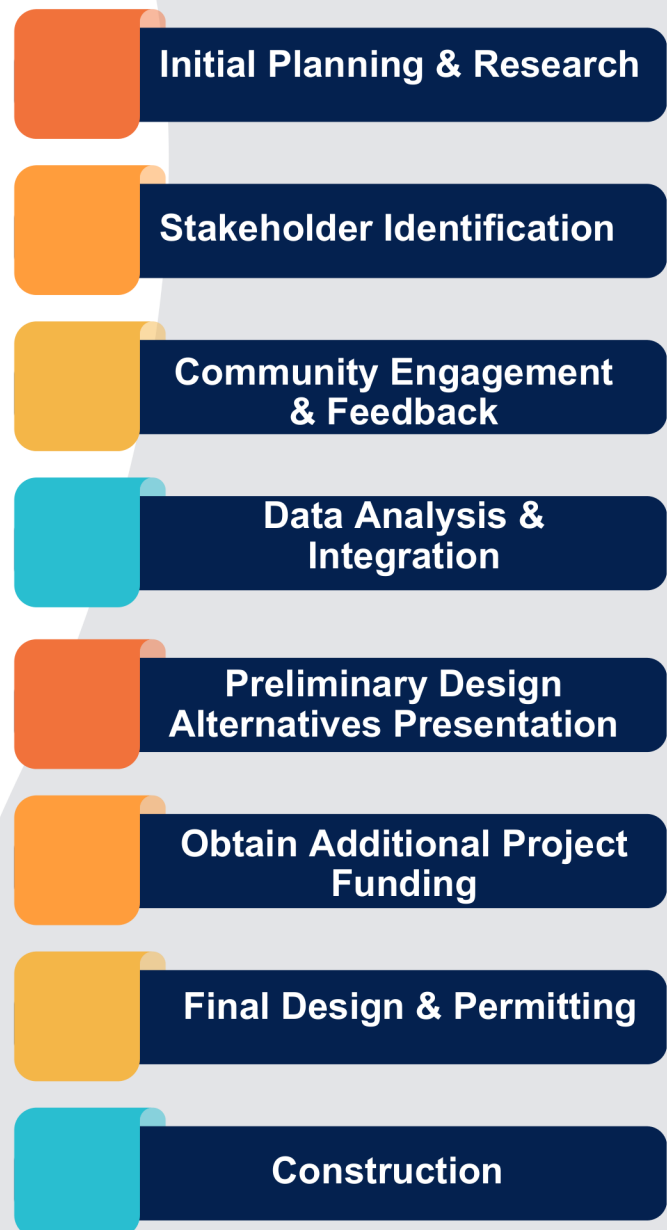 Initial Planning & Research
Stakeholder Identification
Community Engagement
& Feedback
Data Analysis &
Integration
Preliminary Design
Alternatives Presentation
Obtain Additional Project
Funding
Final Design & Permitting
Construction